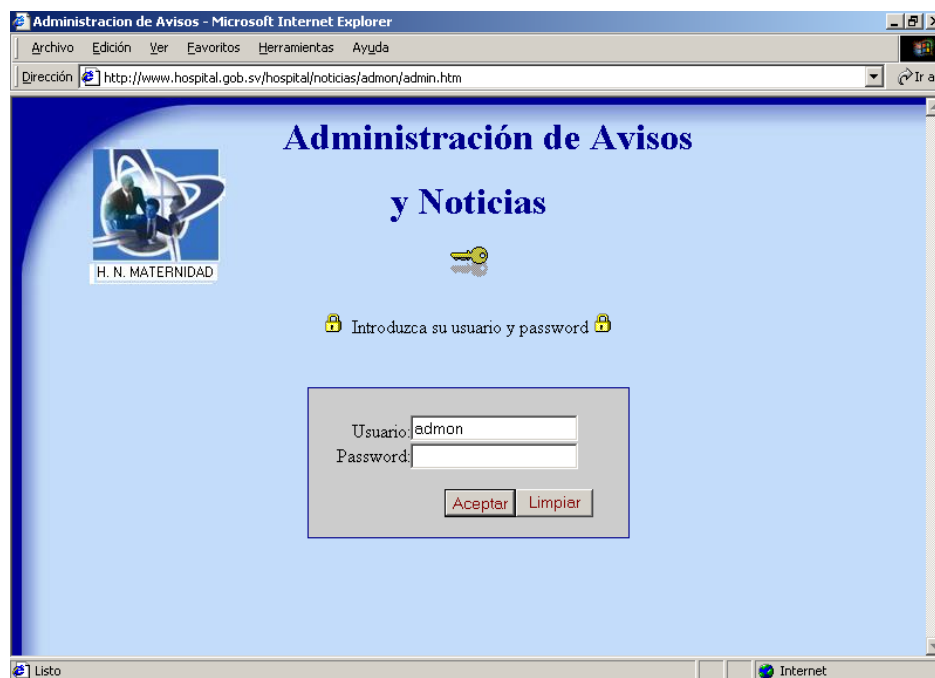 Administracion de Avisos - Microsoft Internet Explorer
Archivo Edición Ver Favoritos Herramientas Ayuda
Dirección http://www.hospital.gob.sv/hospital/noticias/admon/admin.htm Ir a
Administración de Avisos
y Noticias
H. N. MATERNIDAD
Introduzca su usuario y password
Usuario: admon
Password:
Aceptar Limpiar
Listo Internet